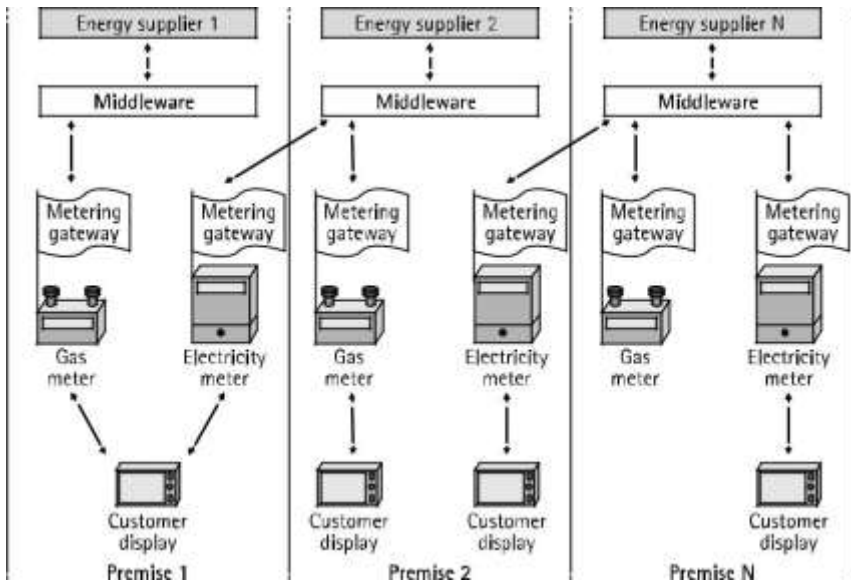 Energy supplier 1
Energy supplier 2
Energy supplier N
Middleware
Middleware
Middleware
Metering
gateway
Metering
gateway
Metering
gateway
Metering
gateway
Metering
gateway
Metering
gateway
Gas
meter
Electricity
meter
Gas
meter
Electricity
meter
Gas
meter
Electricity
meter
Customer
display
Customer
display
Customer
display
Customer
display
Premise 1
Premise 2
Premise N